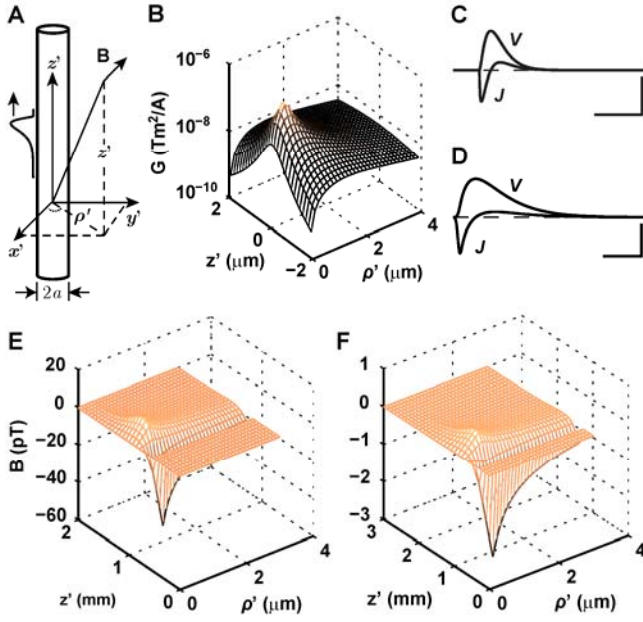 A
z'
B
z'
ρ'
y'
x'
2a
B
G (Tm²/A)
10⁻⁶
10⁻⁸
10⁻¹⁰
2
0
−2
z' (μm)
0
2
4
ρ' (μm)
C
V
J
D
V
J
E
B (pT)
20
0
−20
−40
−60
2
1
0
z' (mm)
0
2
4
ρ' (μm)
F
1
0
−1
−2
−3
3
2
1
0
z' (mm)
0
2
4
ρ' (μm)